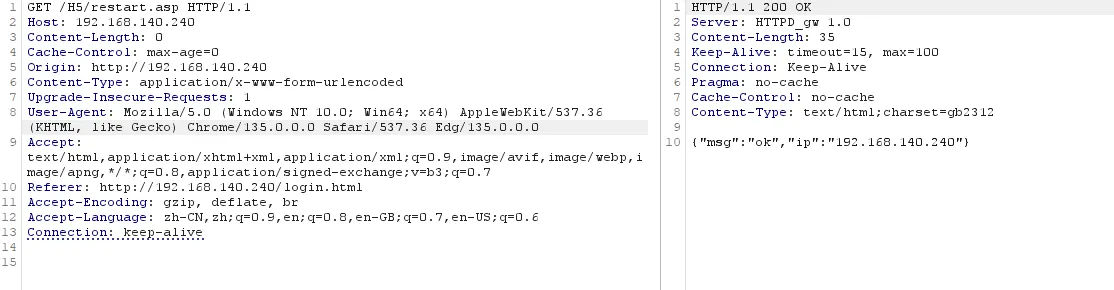 1 GET /H5/restart.asp HTTP/1.1
2 Host: 192.168.140.240
3 Content-Length: 0
4 Cache-Control: max-age=0
5 Origin: http://192.168.140.240
6 Content-Type: application/x-www-form-urlencoded
7 Upgrade-Insecure-Requests: 1
8 User-Agent: Mozilla/5.0 (Windows NT 10.0; Win64; x64) AppleWebKit/537.36
(KHTML, like Gecko) Chrome/135.0.0.0 Safari/537.36 Edg/135.0.0.0
9 Accept:
text/html,application/xhtml+xml,application/xml;q=0.9,image/avif,image/webp,i
mage/apng,*/*;q=0.8,application/signed-exchange;v=b3;q=0.7
10 Referer: http://192.168.140.240/login.html
11 Accept-Encoding: gzip, deflate, br
12 Accept-Language: zh-CN,zh;q=0.9,en;q=0.8,en-GB;q=0.7,en-US;q=0.6
13 Connection: keep-alive
14
15
1 HTTP/1.1 200 OK
2 Server: HTTPD_gw 1.0
3 Content-Length: 35
4 Keep-Alive: timeout=15, max=100
5 Connection: Keep-Alive
6 Pragma: no-cache
7 Cache-Control: no-cache
8 Content-Type: text/html;charset=gb2312
9
10 {"msg":"ok","ip":"192.168.140.240"}